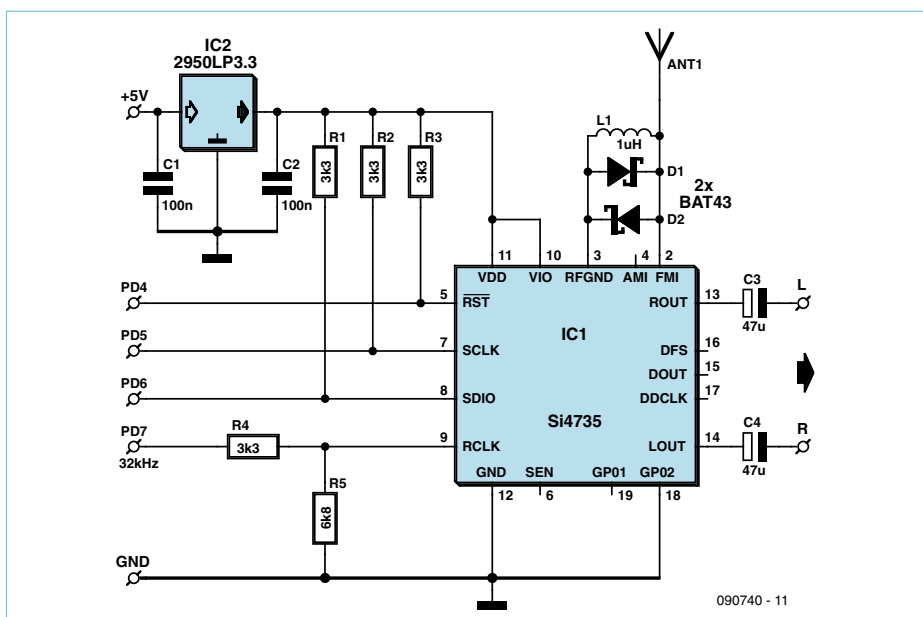 IC2
2950LP3.3
+5V
ANT1
L1
1uH
R1
R2
R3
3k3
3k3
3k3
C1
C2
100n
100n
D1
2x
BAT43
D2
11
10
3
4
2
VDD
VIO
RFGND
AMI
FMI
PD4
5
RST
ROUT
13
C3
L
47u
IC1
PD5
7
SCLK
DFS
16
DOUT
15
PD6
8
SDIO
DDCLK
17
Si4735
PD7
R4
9
RCLK
LOUT
14
C4
R
32kHz
3k3
47u
GND
SEN
GP01
GP02
R5
6k8
12
6
19
18
GND
090740 - 11